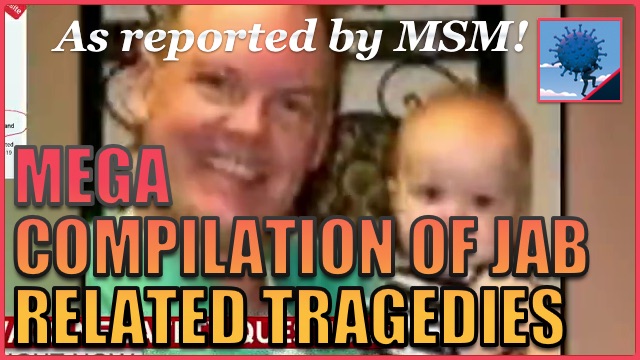 As reported by MSM!
MEGA
COMPILATION OF JAB
RELATED TRAGEDIES